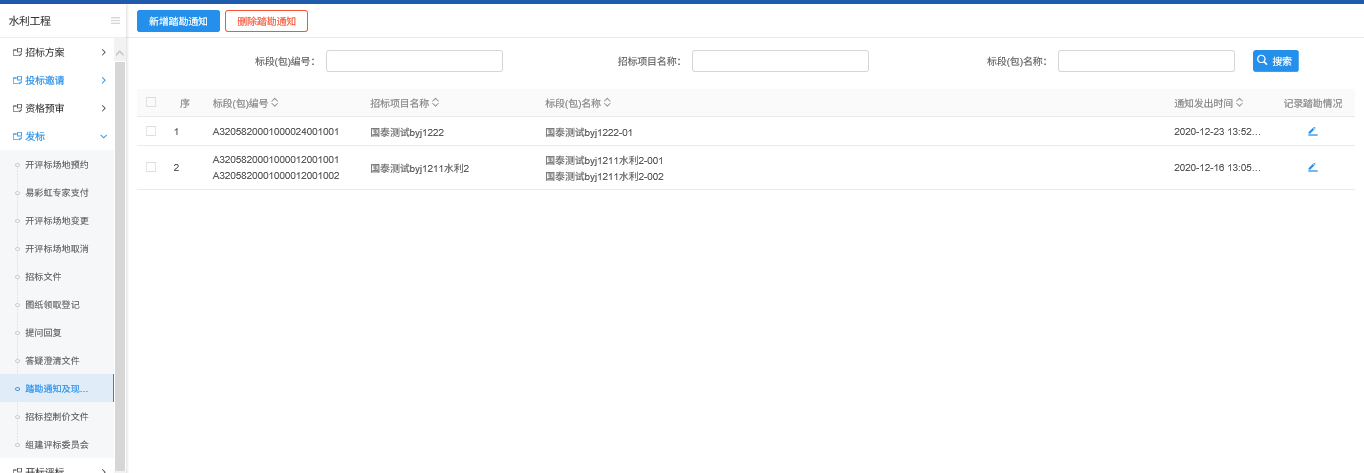 水利工程
新增踏勘通知 删除踏勘通知
招标方案
投标邀请
资格预审
发标
开评标场地预约
易彩虹专家支付
开评标场地变更
开评标场地取消
招标文件
图纸领取登记
提问回复
答疑澄清文件
踏勘通知及现...
招标控制价文件
组建评标委员会
开标评标
标段(包)编号： 招标项目名称： 标段(包)名称： 搜索
序 标段(包)编号 招标项目名称 标段(包)名称 通知发出时间 记录踏勘情况
1 A3205820001000024001001 国泰测试byj1222 国泰测试byj1222-01 2020-12-23 13:52...
2 A3205820001000012001001 A3205820001000012001002 国泰测试byj1211水利2 国泰测试byj1211水利2-001 国泰测试byj1211水利2-002 2020-12-16 13:05...